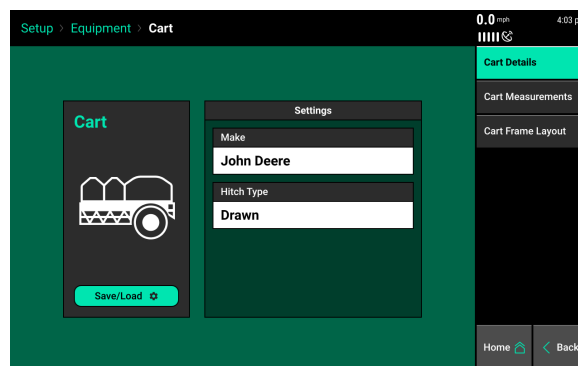 Setup > Equipment > Cart
0.0 mph 4:03 p
Cart Details
Cart Measurements
Cart Frame Layout
Cart
Save/Load
Settings
Make
John Deere
Hitch Type
Drawn
Home
Back